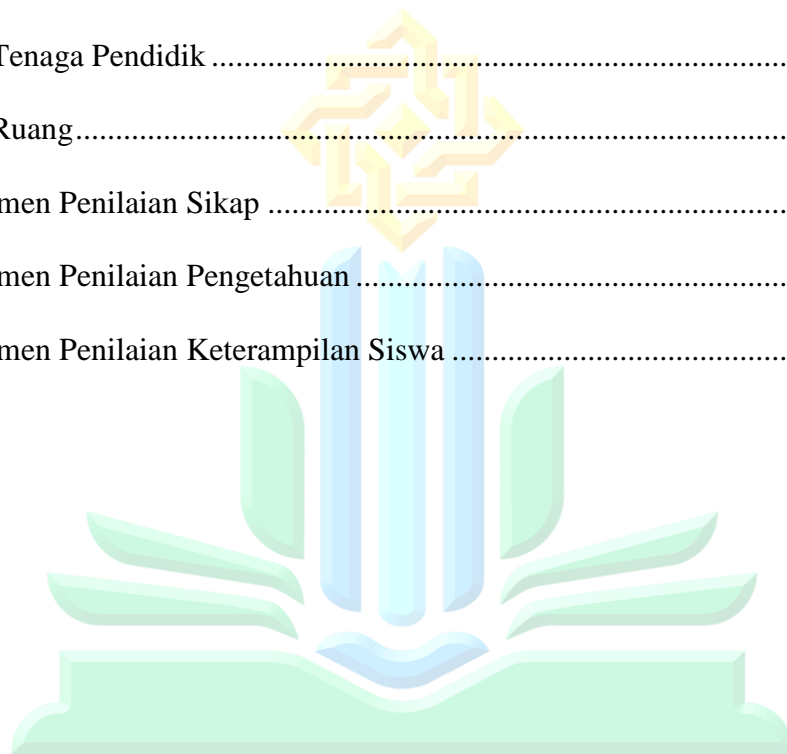 Tenaga Pendidik ........................................................................
Ruang.........................................................................................
men Penilaian Sikap .................................................................
men Penilaian Pengetahuan ......................................................
men Penilaian Keterampilan Siswa ..........................................